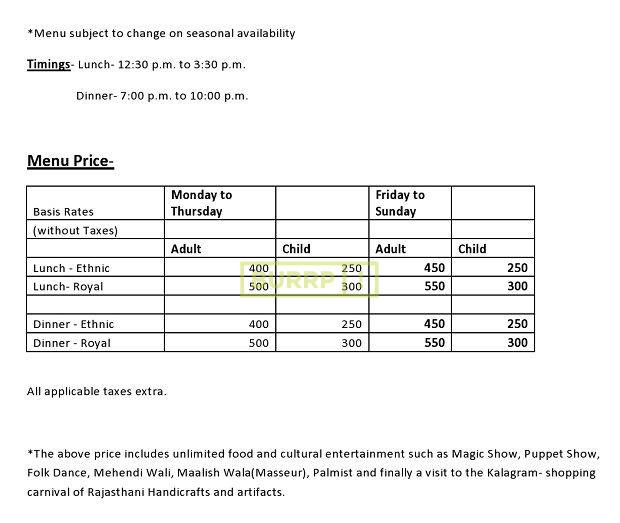 *Menu subject to change on seasonal availability
Timings- Lunch- 12:30 p.m. to 3:30 p.m.
Dinner- 7:00 p.m. to 10:00 p.m.
Menu Price-
Basis Rates Monday to Thursday Friday to Sunday
(without Taxes)
Adult Child Adult Child
Lunch - Ethnic 400 250 450 250
Lunch- Royal 500 300 550 300
BURRP
Dinner - Ethnic 400 250 450 250
Dinner - Royal 500 300 550 300
All applicable taxes extra.
*The above price includes unlimited food and cultural entertainment such as Magic Show, Puppet Show,
Folk Dance, Mehendi Wali, Maalish Wala(Masseur), Palmist and finally a visit to the Kalagram- shopping
carnival of Rajasthani Handicrafts and artifacts.